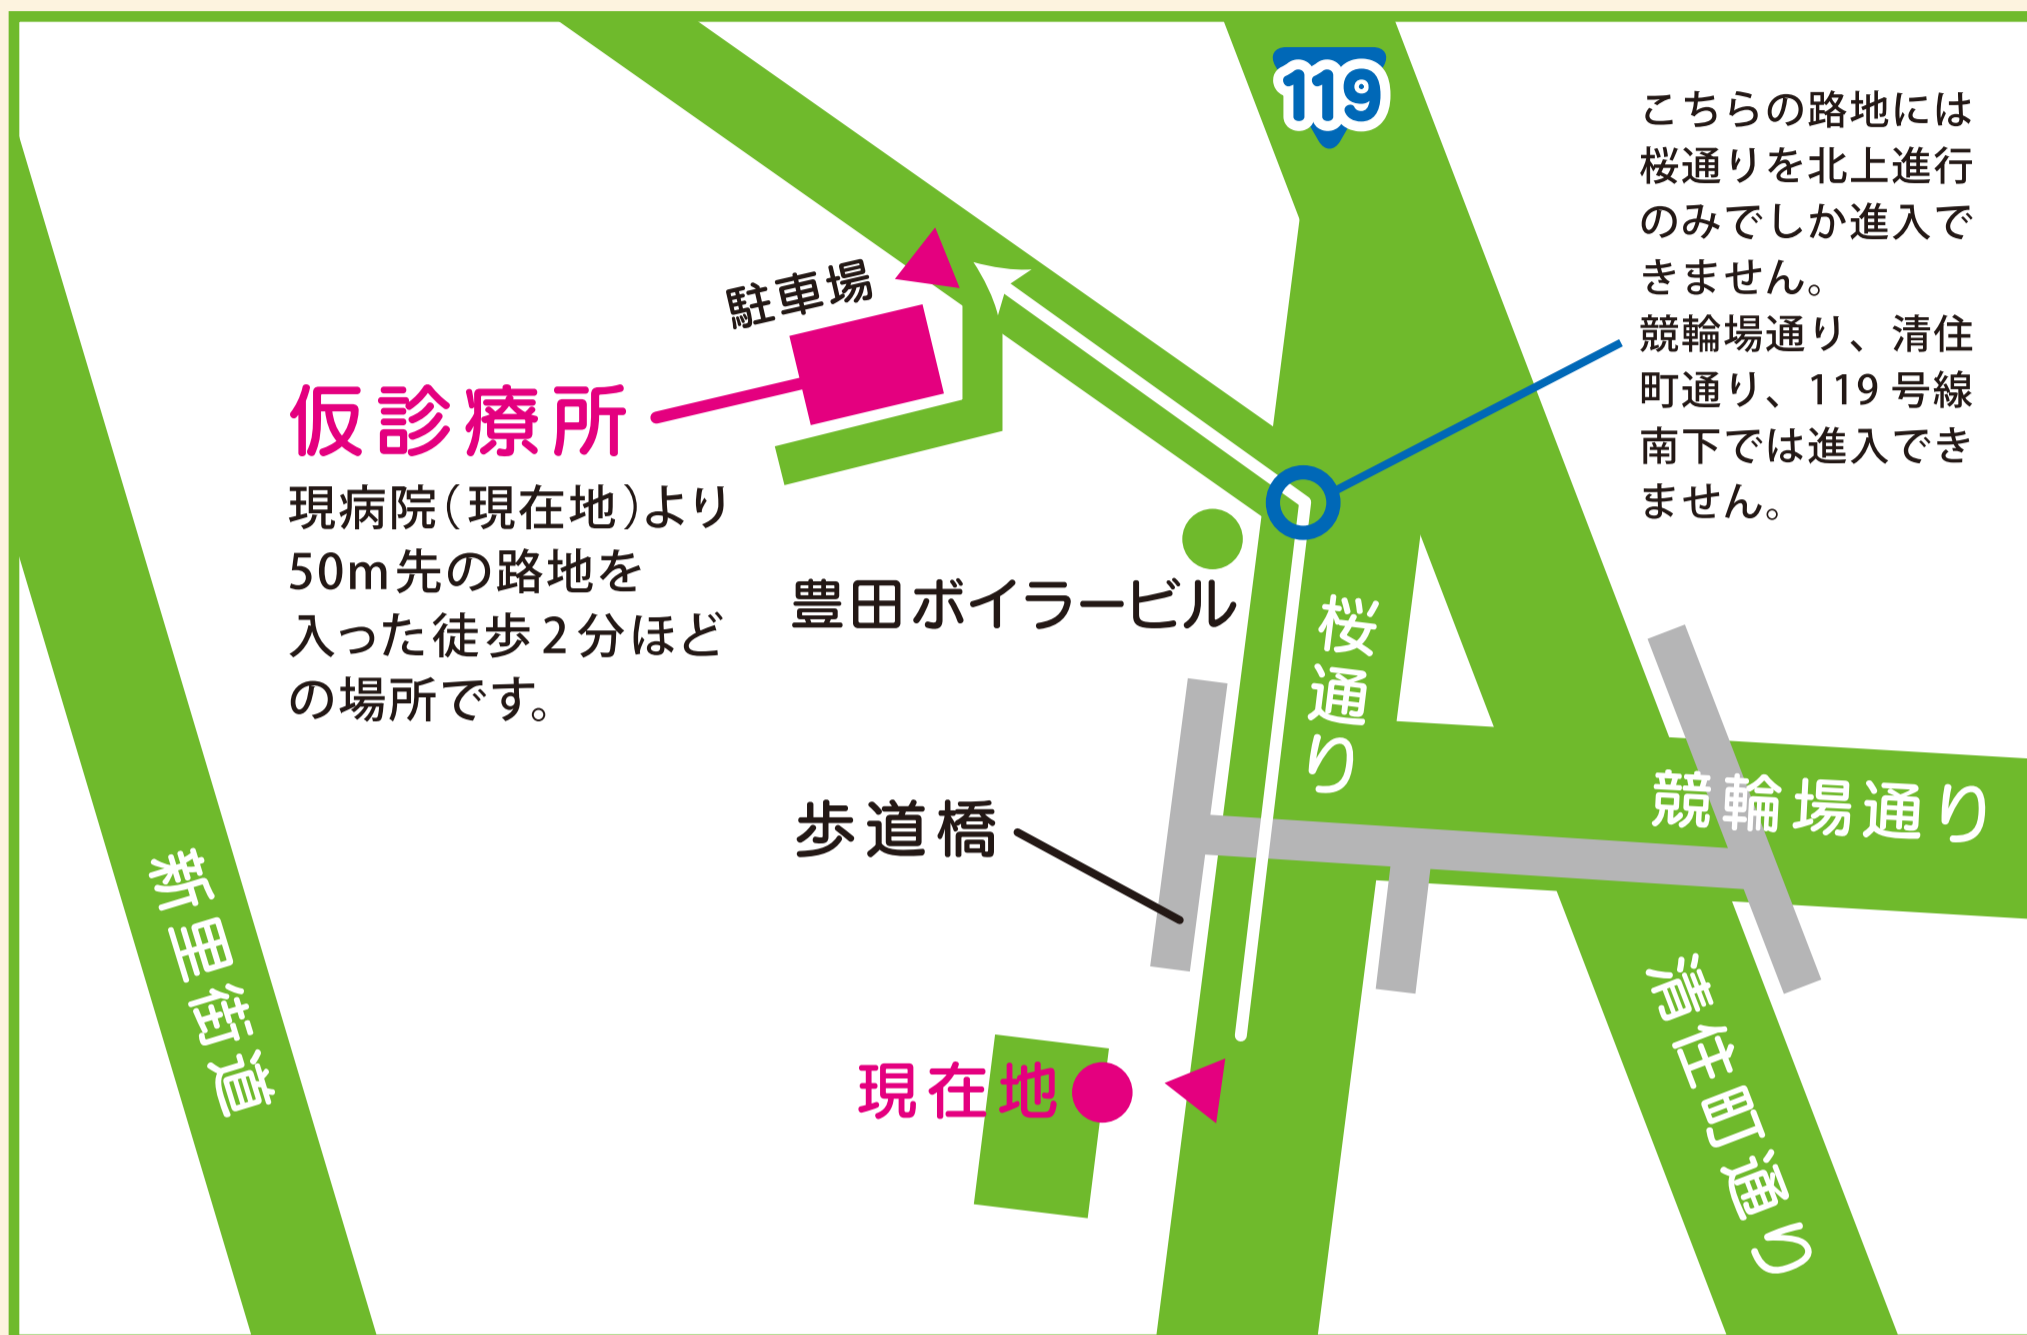 119
こちらの路地には
桜通りを北上進行
のみでしか進入で
きません。
競輪場通り、清住
町通り、119 号線
南下では進入でき
ません。
駐車場
仮診療所
現病院（現在地）より
50m先の路地を
入った徒歩2分ほど
の場所です。
豊田ボイラービル
桜通り
歩道橋
競輪場通り
新里街道
現在地
清住町通り